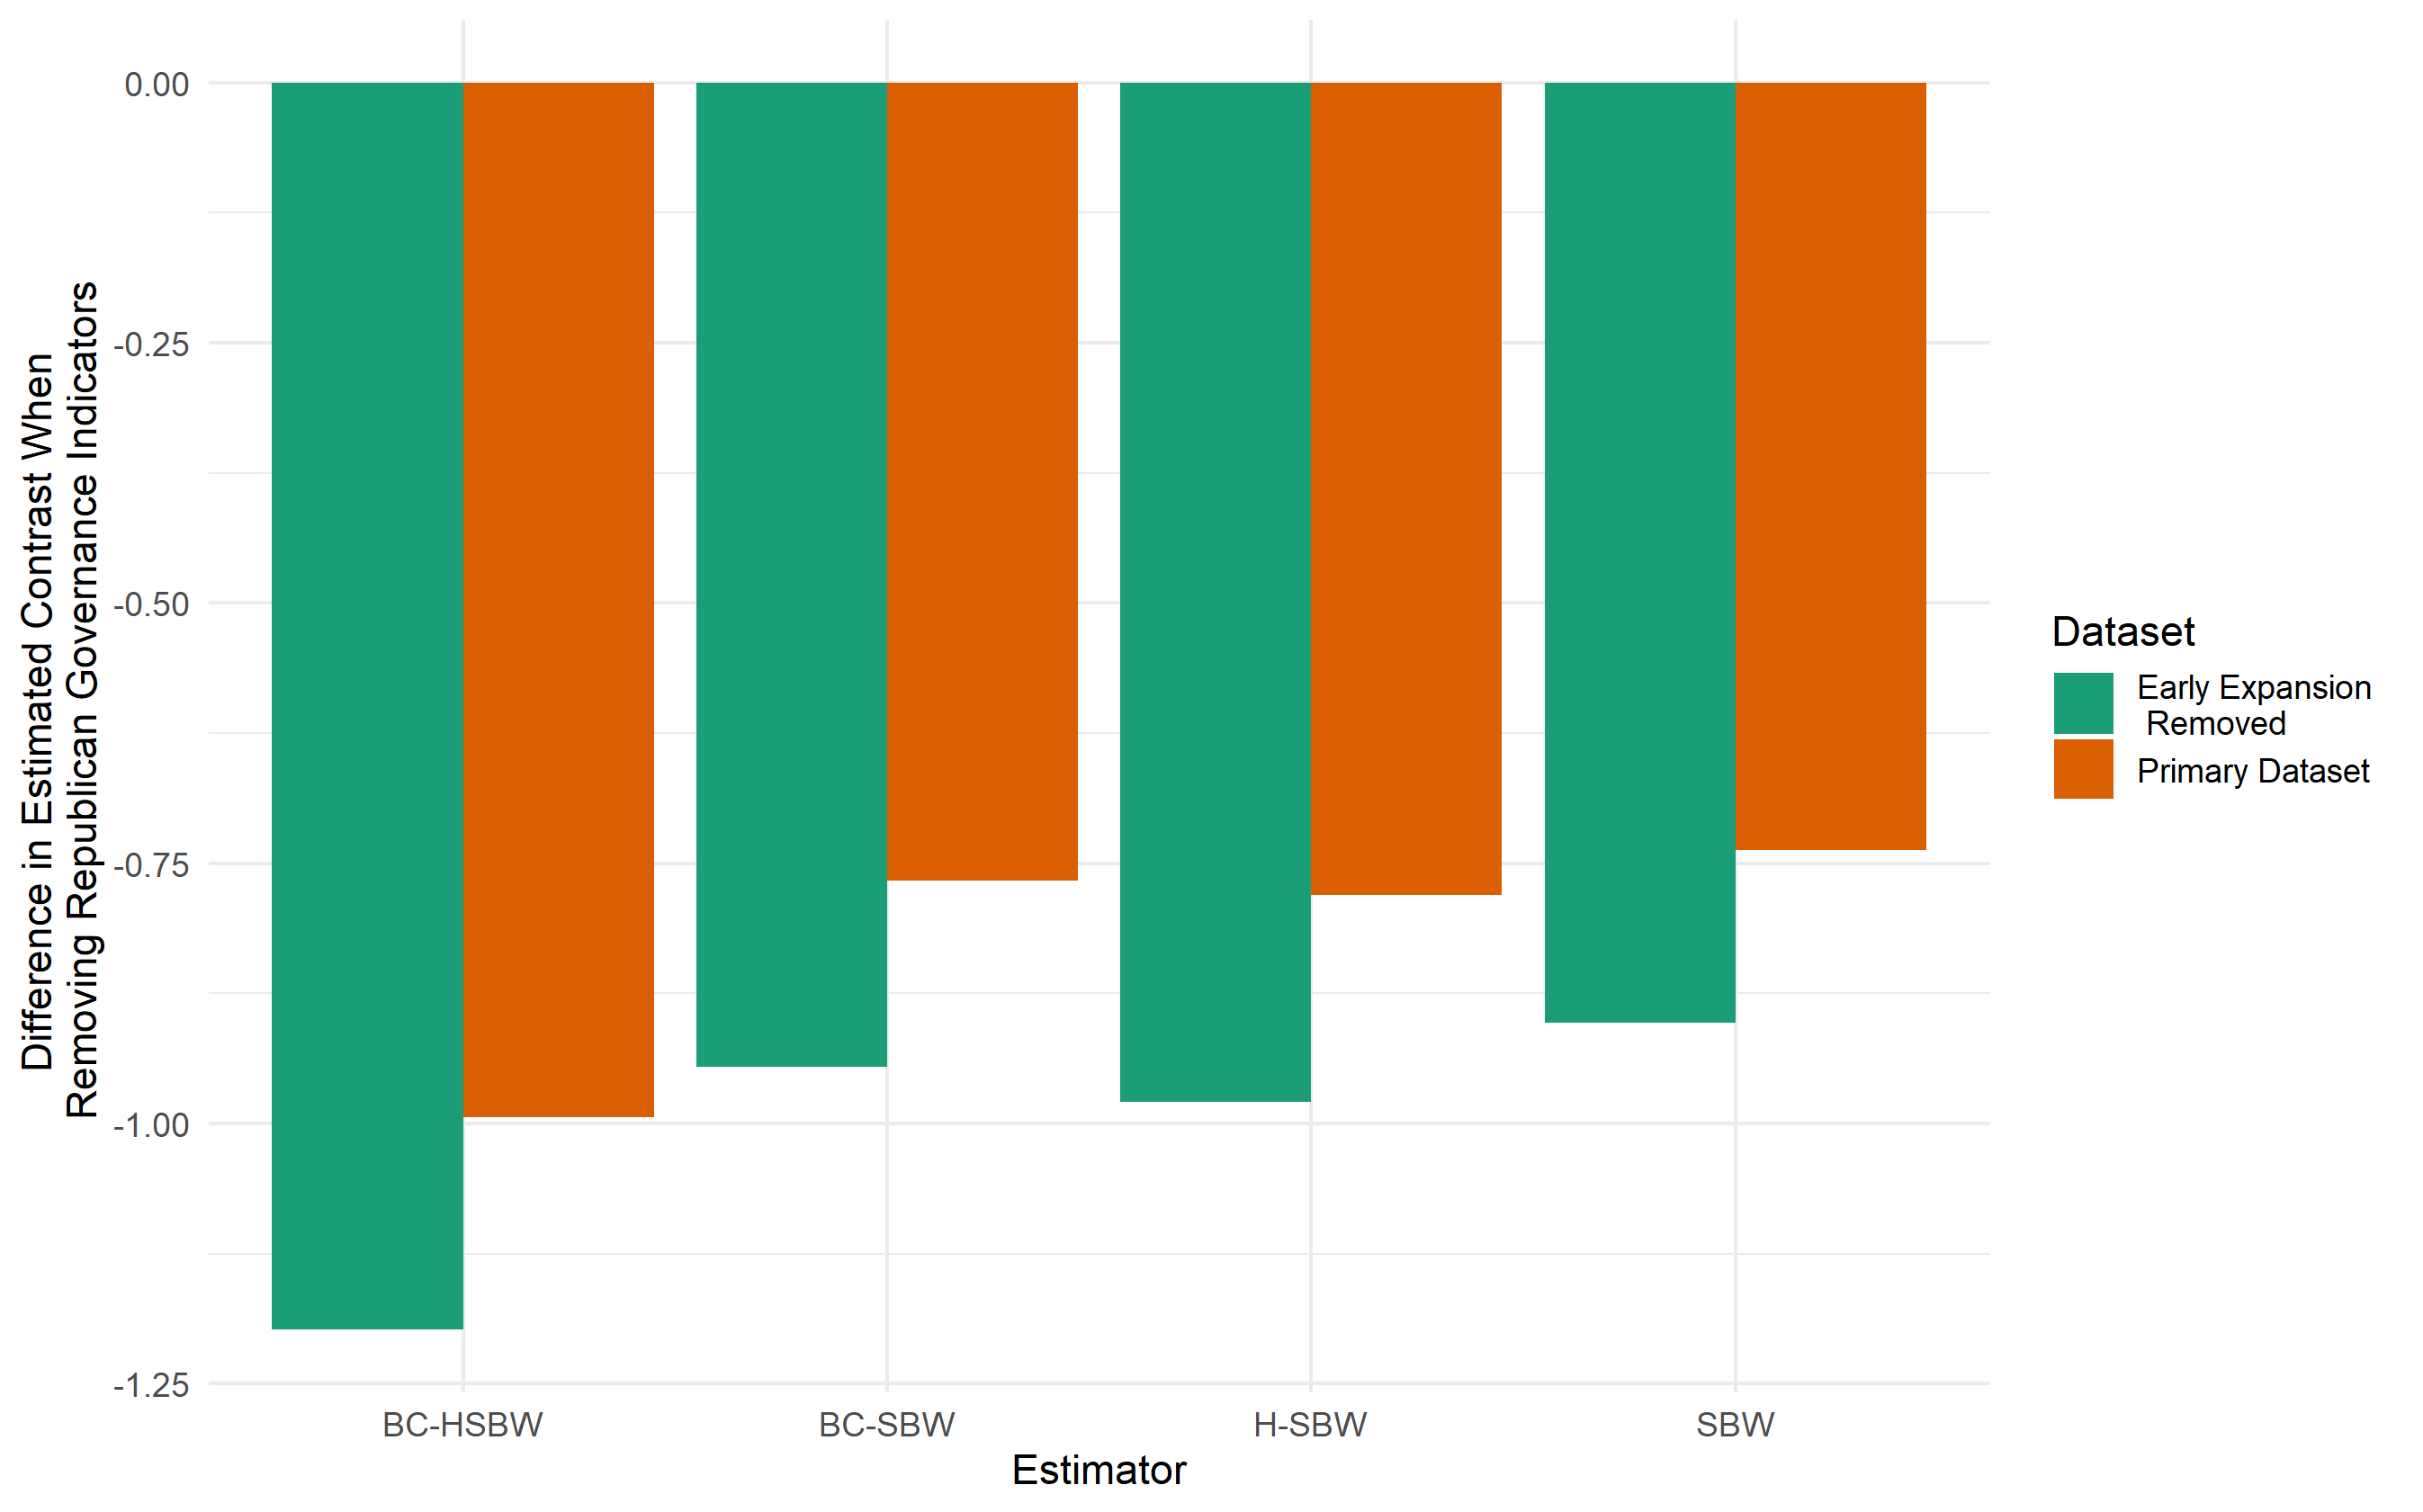 Difference in Estimated Contrast When
Removing Republican Governance Indicators
0.00
-0.25
-0.50
-0.75
-1.00
-1.25
BC-HSBW
BC-SBW
H-SBW
SBW
Estimator
Dataset
Early Expansion
Removed
Primary Dataset